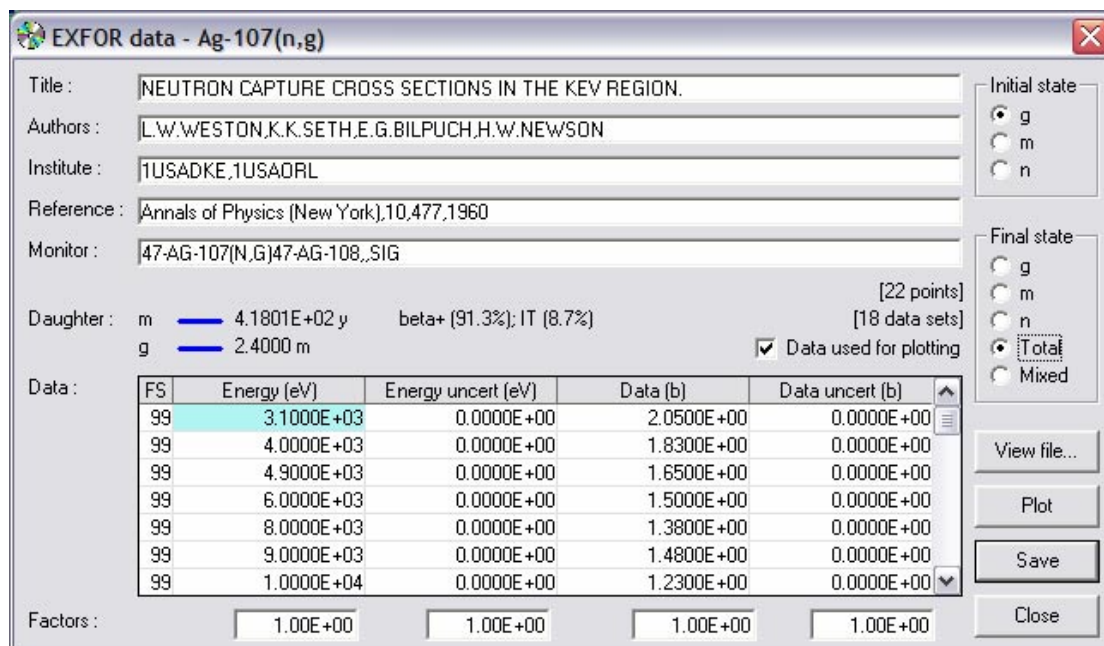 EXFOR data - Ag-107(n,g)
Title : NEUTRON CAPTURE CROSS SECTIONS IN THE KEV REGION.
Authors : L.W.WESTON,K.K.SETH,E.G.BILPUCH,H.W.NEWSON
Institute : 1USADKE,1USAORL
Reference : Annals of Physics (New York),10,477,1960
Monitor : 47-AG-107(N,G)47-AG-108,,SIG
[22 points]
Daughter : m 4.1801E+02 y beta+ (91.3%); IT (8.7%) [18 data sets]
g 2.4000 m Data used for plotting
Data : FS Energy (eV) Energy uncert (eV) Data (b) Data uncert (b)
99 3.1000E+03 0.0000E+00 2.0500E+00 0.0000E+00
99 4.0000E+03 0.0000E+00 1.8300E+00 0.0000E+00
99 4.9000E+03 0.0000E+00 1.6500E+00 0.0000E+00
99 6.0000E+03 0.0000E+00 1.5000E+00 0.0000E+00
99 8.0000E+03 0.0000E+00 1.3800E+00 0.0000E+00
99 9.0000E+03 0.0000E+00 1.4800E+00 0.0000E+00
99 1.0000E+04 0.0000E+00 1.2300E+00 0.0000E+00
Factors : 1.00E+00 1.00E+00 1.00E+00 1.00E+00
Initial state
g
m
n
Final state
g
m
n
Total
Mixed
View file...
Plot
Save
Close